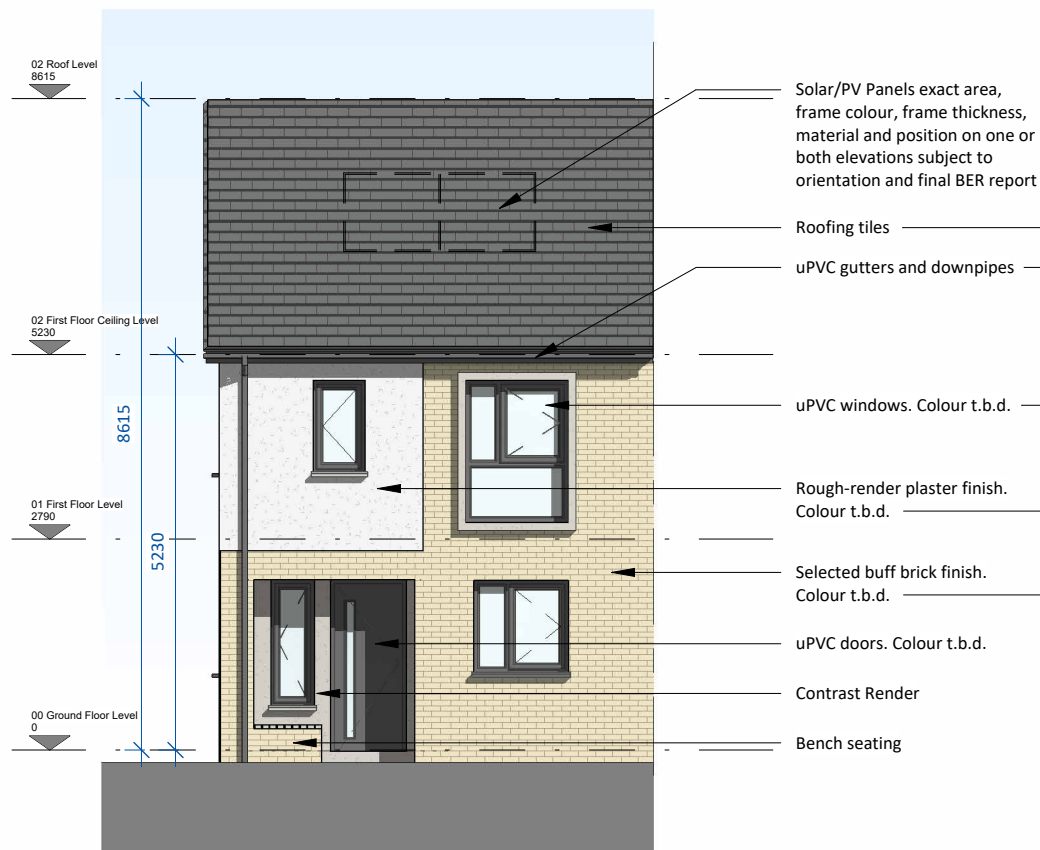 02 Roof Level
8615
Solar/PV Panels exact area,
frame colour, frame thickness,
material and position on one or
both elevations subject to
orientation and final BER report
Roofing tiles
uPVC gutters and downpipes
02 First Floor Ceiling Level
5230
8615
uPVC windows. Colour t.b.d.
Rough-render plaster finish.
Colour t.b.d.
01 First Floor Level
2790
5230
Selected buff brick finish.
Colour t.b.d.
uPVC doors. Colour t.b.d.
Contrast Render
00 Ground Floor Level
0
Bench seating